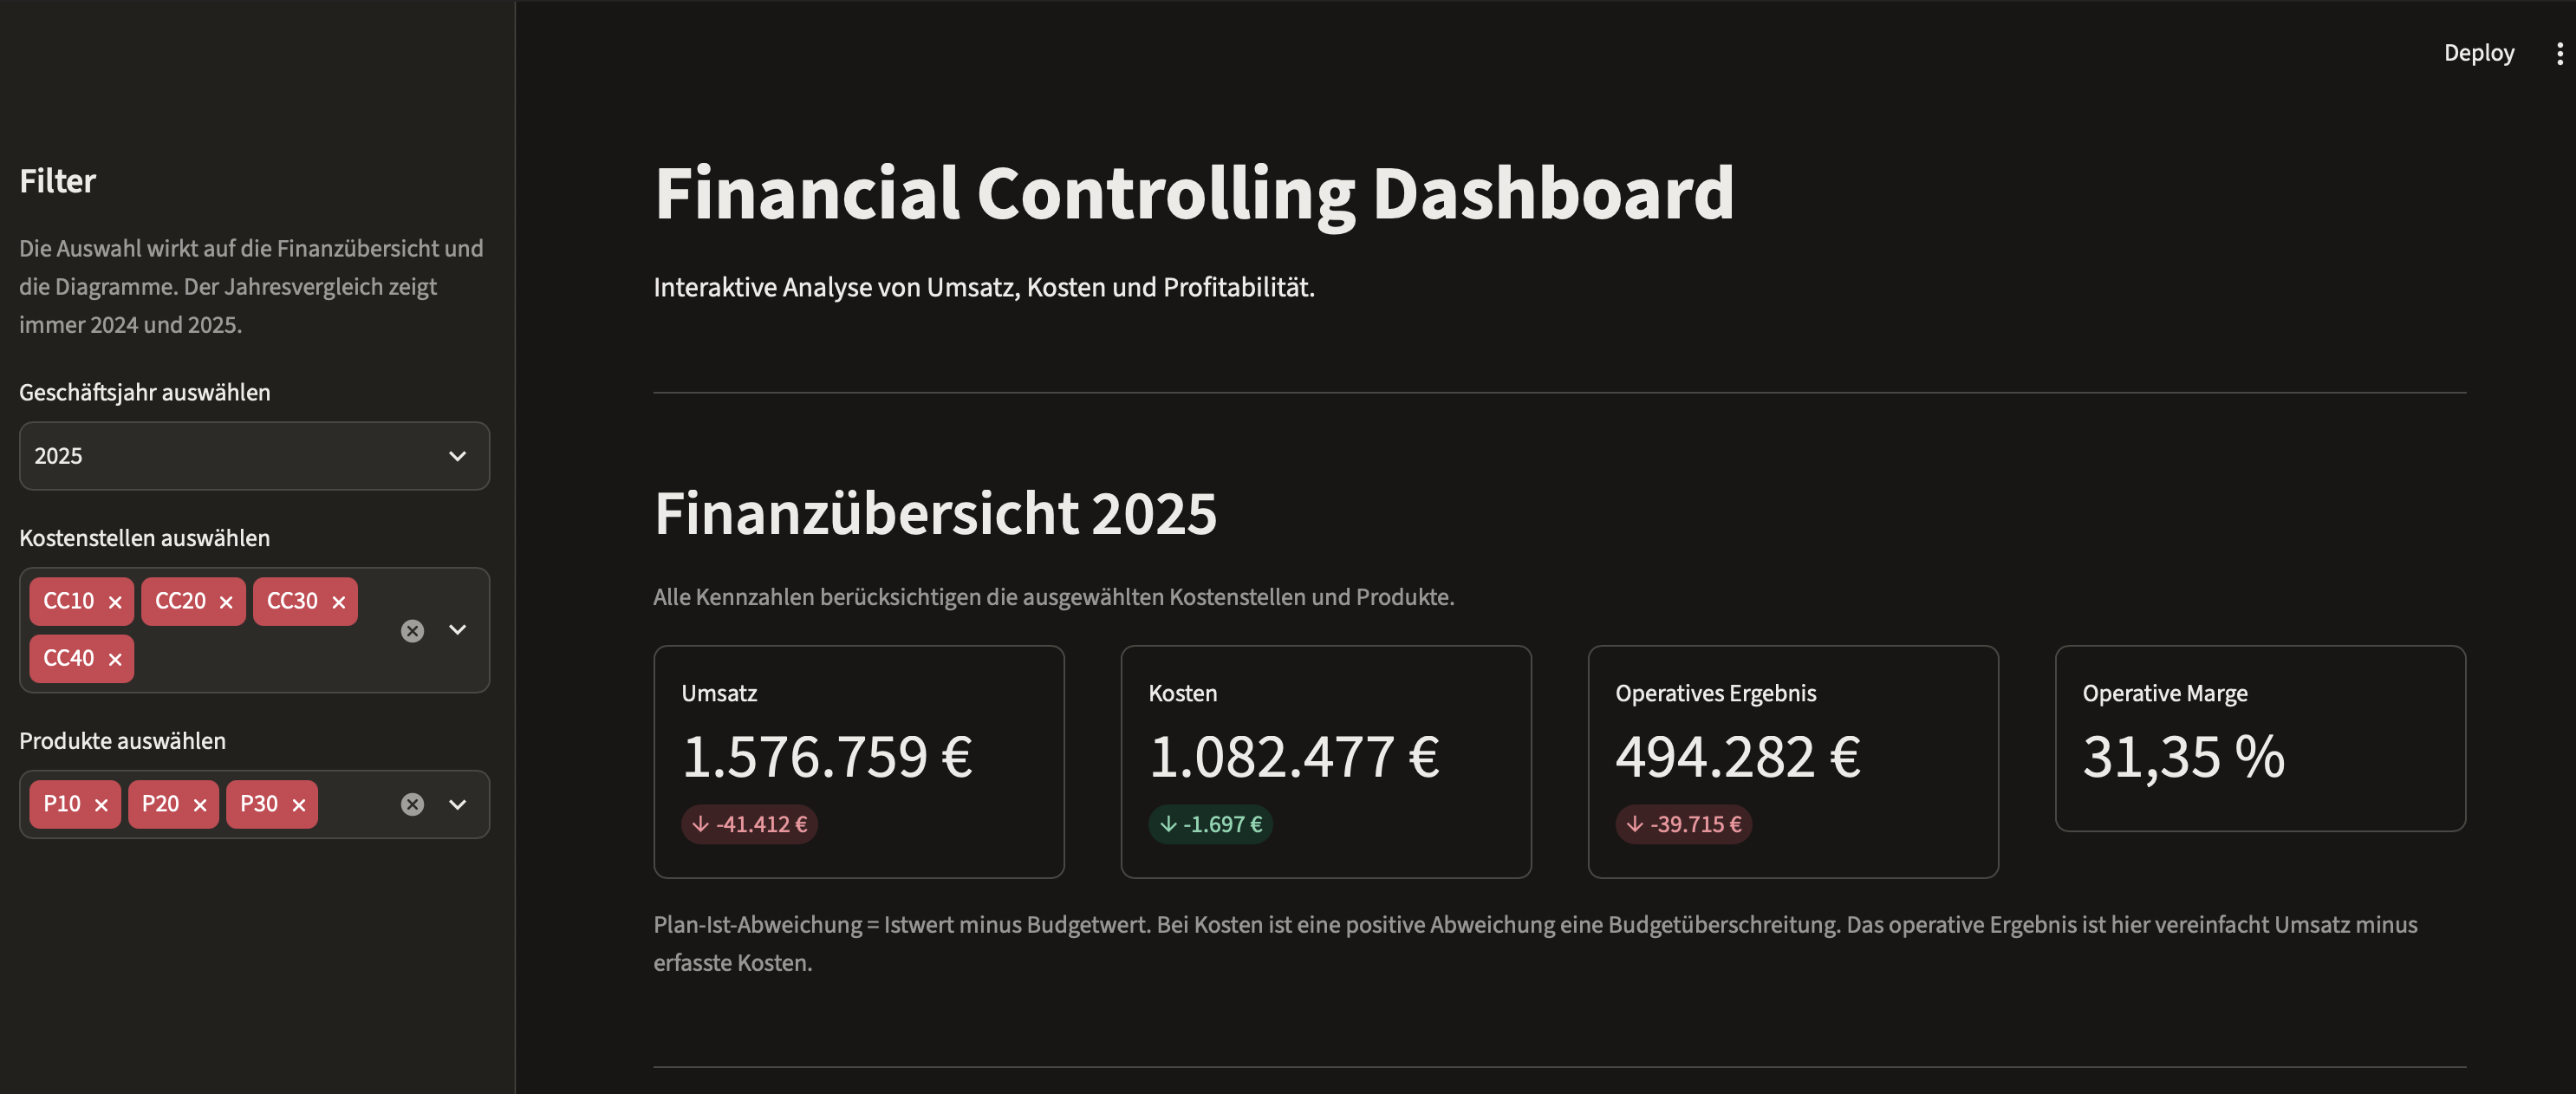 Deploy
Filter
Die Auswahl wirkt auf die Finanzübersicht und
die Diagramme. Der Jahresvergleich zeigt
immer 2024 und 2025.
Geschäftsjahr auswählen
2025
Kostenstellen auswählen
CC10 CC20 CC30
CC40
Produkte auswählen
P10 P20 P30
Financial Controlling Dashboard
Interaktive Analyse von Umsatz, Kosten und Profitabilität.
Finanzübersicht 2025
Alle Kennzahlen berücksichtigen die ausgewählten Kostenstellen und Produkte.
Umsatz
1.576.759 €
↓ -41.412 €
Kosten
1.082.477 €
↓ -1.697 €
Operatives Ergebnis
494.282 €
↓ -39.715 €
Operative Marge
31,35 %
Plan-Ist-Abweichung = Istwert minus Budgetwert. Bei Kosten ist eine positive Abweichung eine Budgetüberschreitung. Das operative Ergebnis ist hier vereinfacht Umsatz minus
erfasste Kosten.